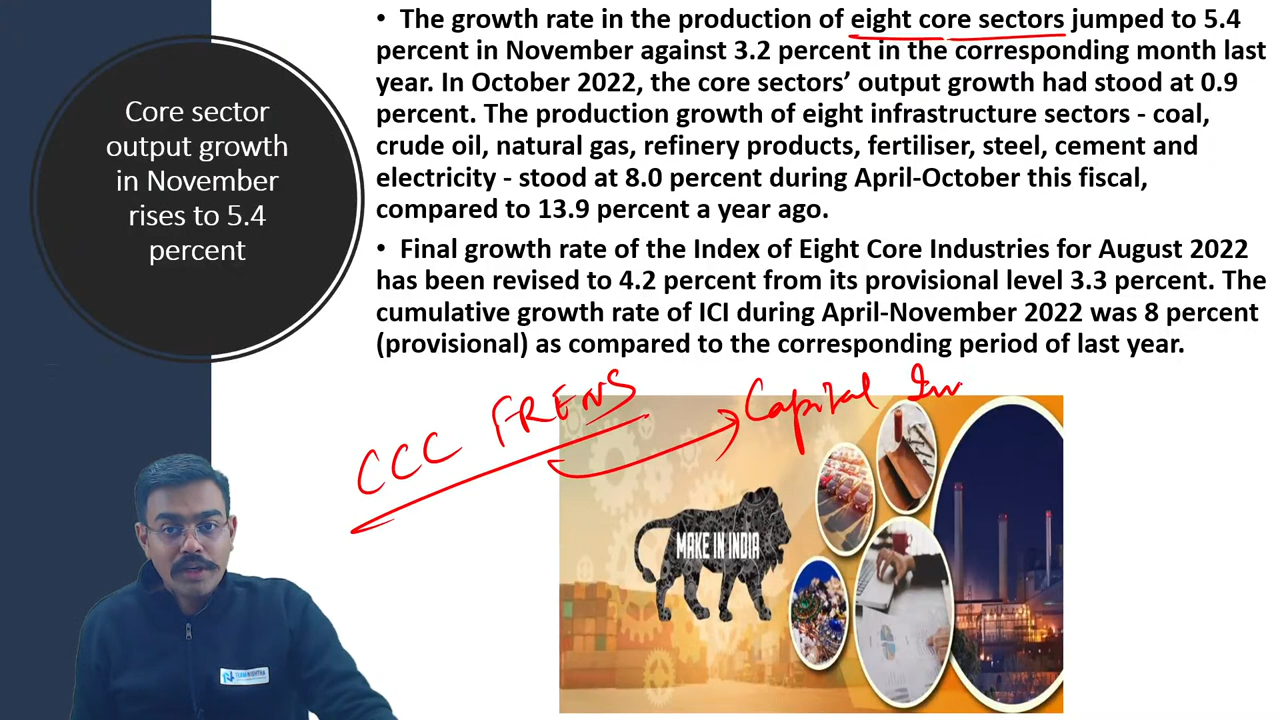 Core sector
output growth
in November
rises to 5.4
percent
• The growth rate in the production of eight core sectors jumped to 5.4
percent in November against 3.2 percent in the corresponding month last
year. In October 2022, the core sectors’ output growth had stood at 0.9
percent. The production growth of eight infrastructure sectors - coal,
crude oil, natural gas, refinery products, fertiliser, steel, cement and
electricity - stood at 8.0 percent during April-October this fiscal,
compared to 13.9 percent a year ago.
• Final growth rate of the Index of Eight Core Industries for August 2022
has been revised to 4.2 percent from its provisional level 3.3 percent. The
cumulative growth rate of ICI during April-November 2022 was 8 percent
(provisional) as compared to the corresponding period of last year.
CCC FRENS
Capital Inv
MAKE IN INDIA